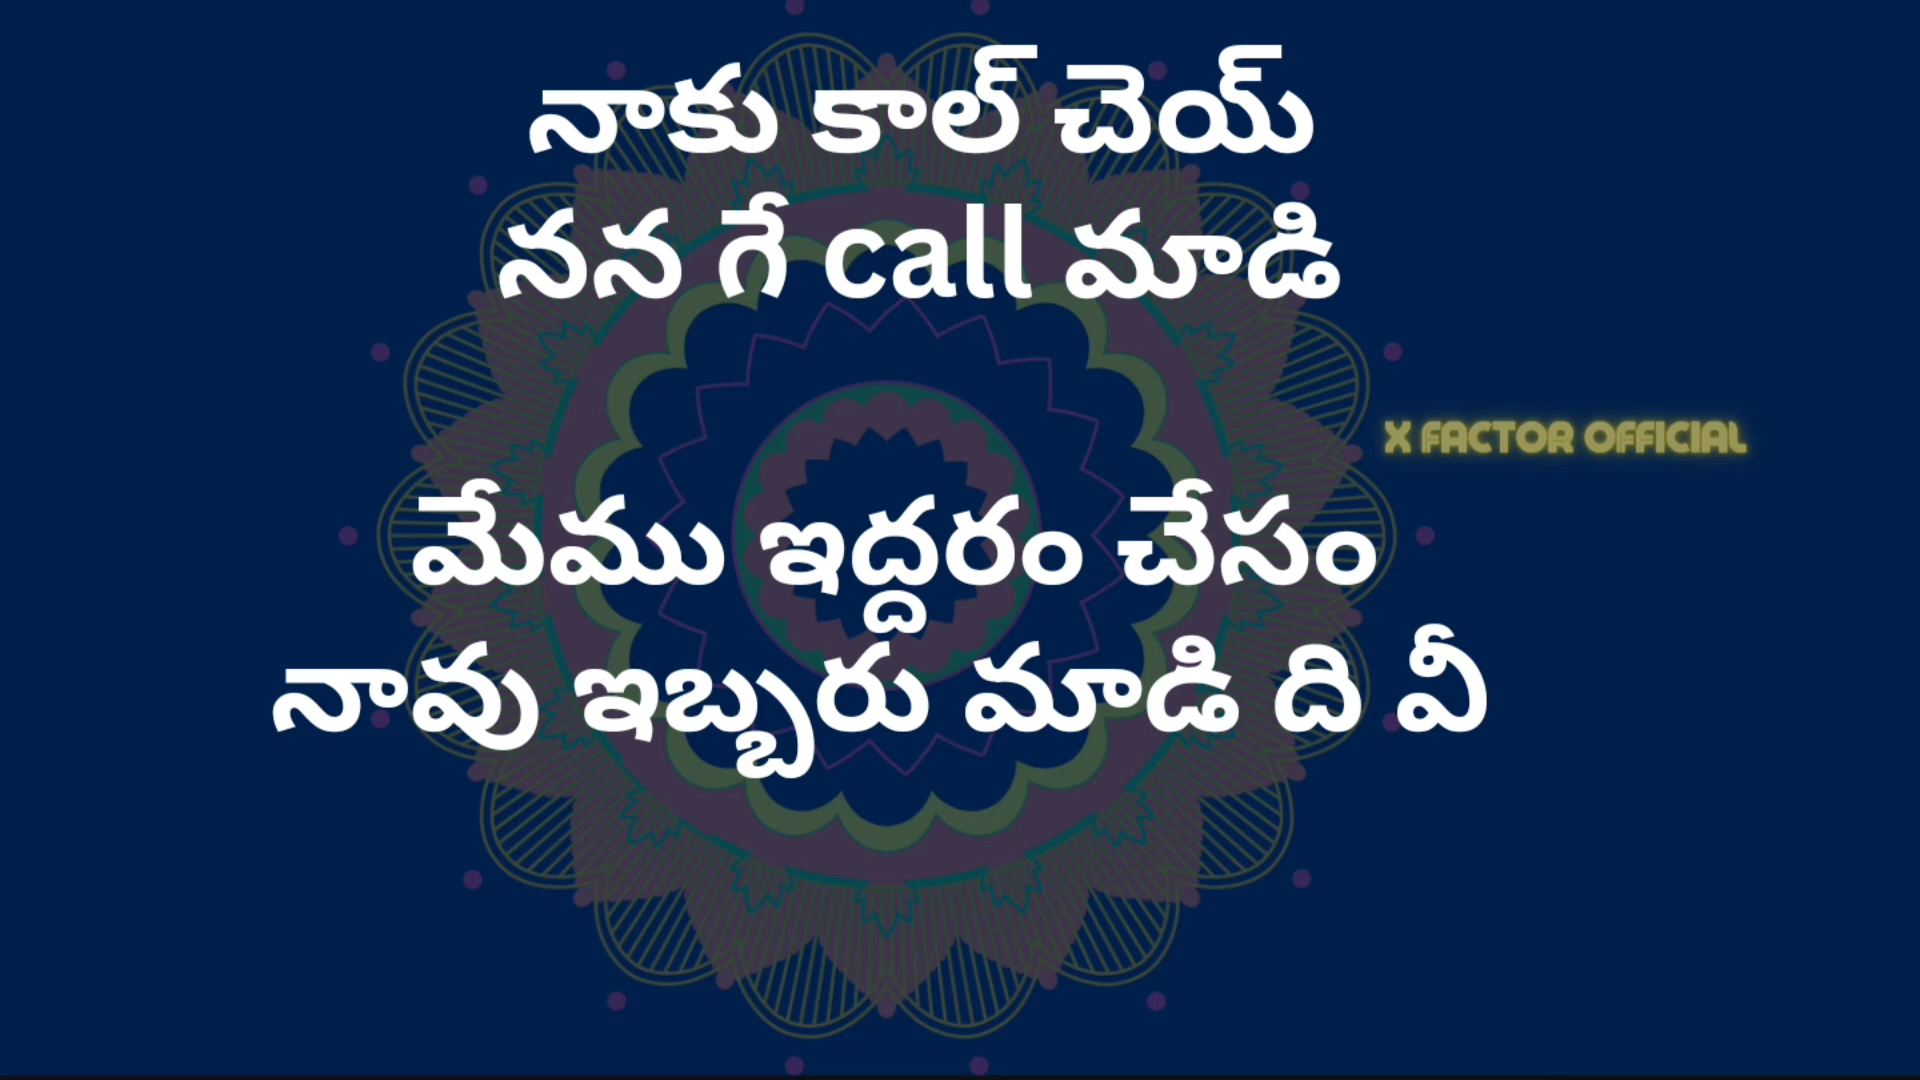 నాకు కాల్ చెయ్
నన గే call మాడి
X FACTOR OFFICIAL
మేము ఇద్దరం చేసం
నావు ఇబ్బరు మాడి ది వీ